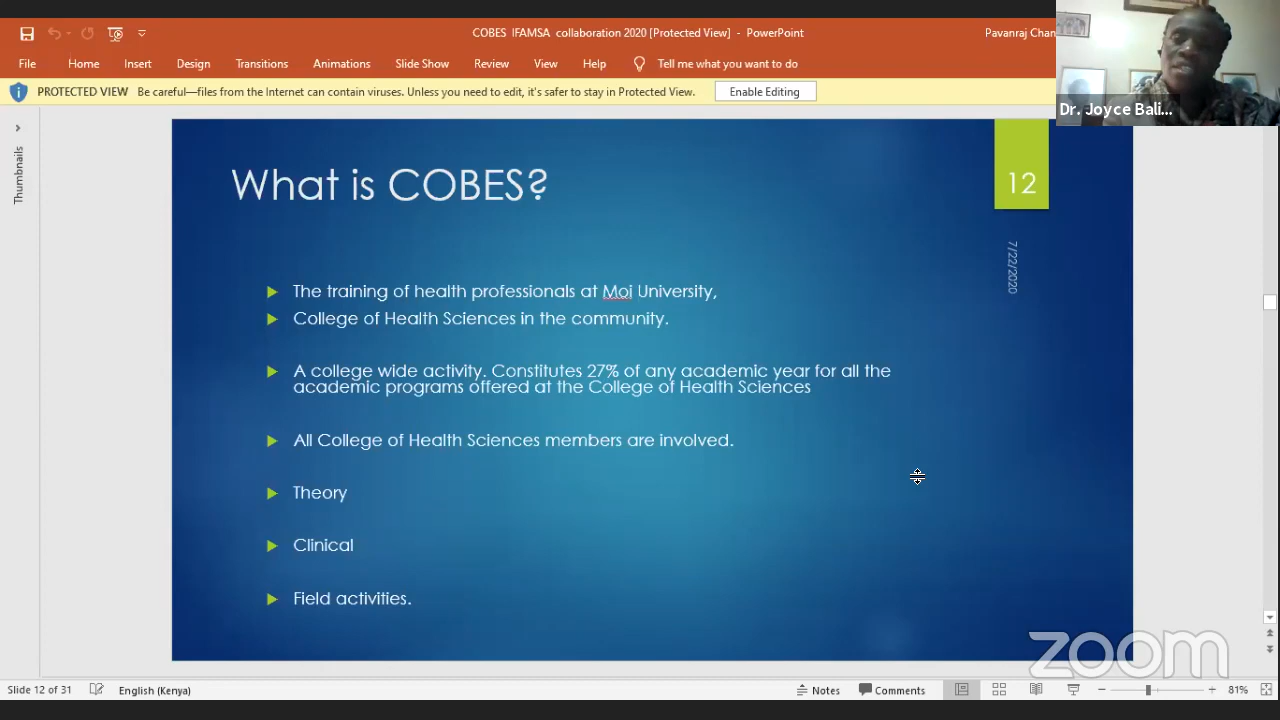 COBES IFAMSA collaboration 2020 [Protected View] - PowerPoint
Pavanraj Chan
File Home Insert Design Transitions Animations Slide Show Review View Help Tell me what you want to do
PROTECTED VIEW Be careful—files from the Internet can contain viruses. Unless you need to edit, it's safer to stay in Protected View. Enable Editing
Dr. Joyce Bali...
Thumbnails
What is COBES?
12
7/22/2020
The training of health professionals at Moi University,
College of Health Sciences in the community.
A college wide activity. Constitutes 27% of any academic year for all the
academic programs offered at the College of Health Sciences
All College of Health Sciences members are involved.
Theory
Clinical
Field activities.
zoom
Slide 12 of 31 English (Kenya) Notes Comments 81%